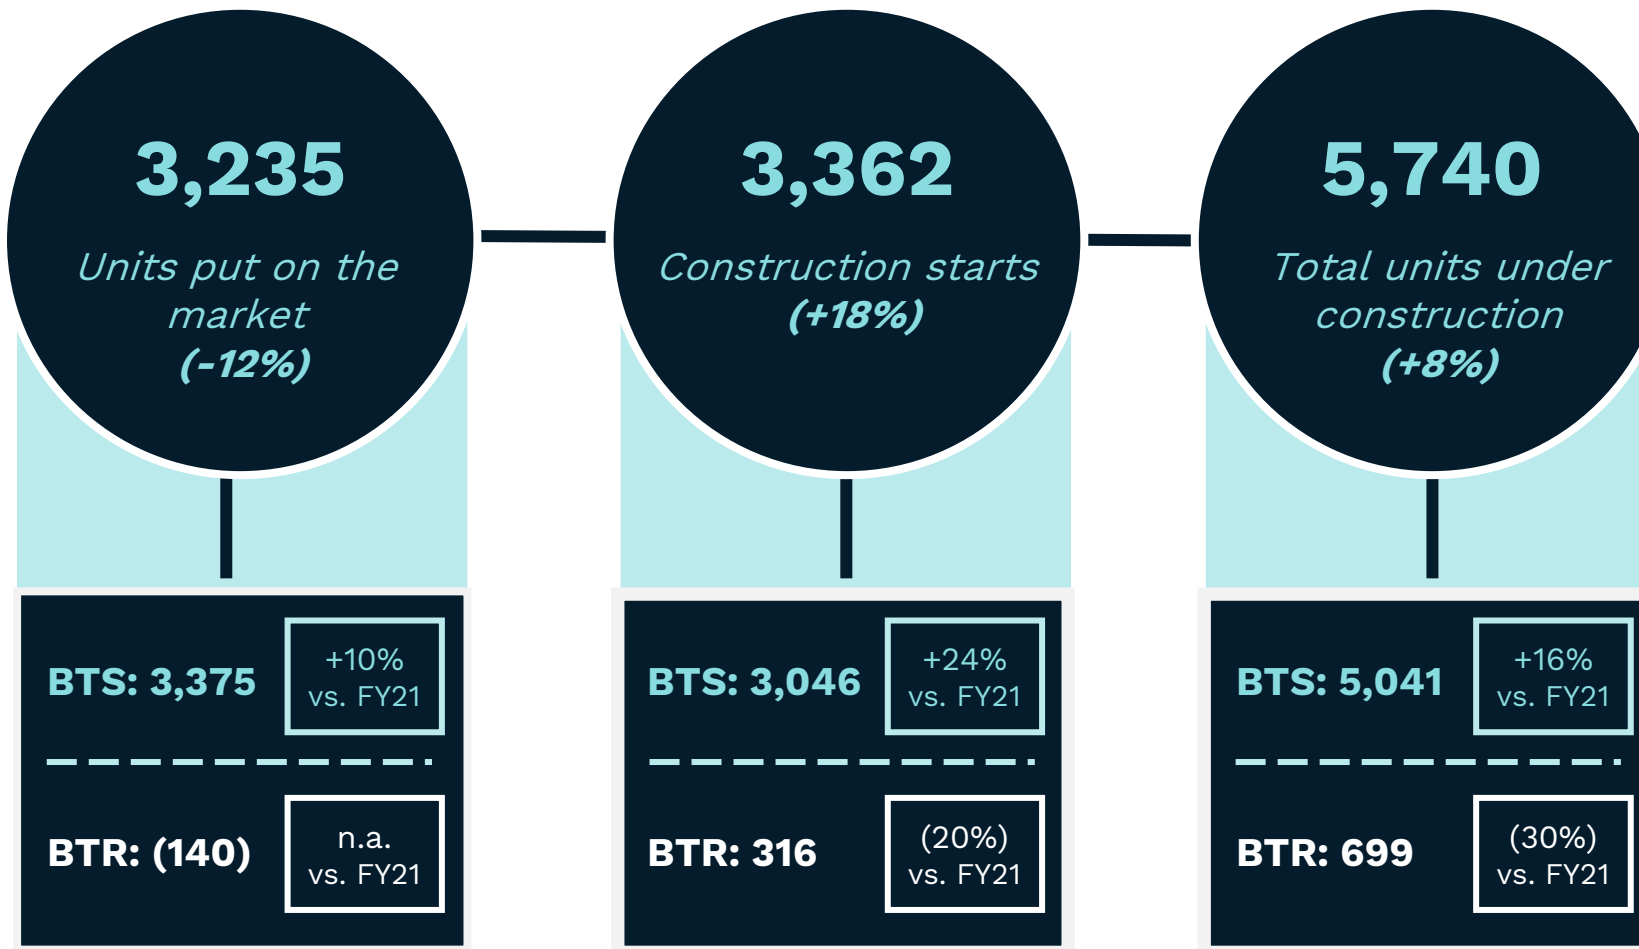 3,235
Units put on the
market
(-12%)
3,362
Construction starts
(+18%)
5,740
Total units under
construction
(+8%)
BTS: 3,375
+10%
vs. FY21
BTR: (140)
n.a.
vs. FY21
BTS: 3,046
+24%
vs. FY21
BTR: 316
(20%)
vs. FY21
BTS: 5,041
+16%
vs. FY21
BTR: 699
(30%)
vs. FY21